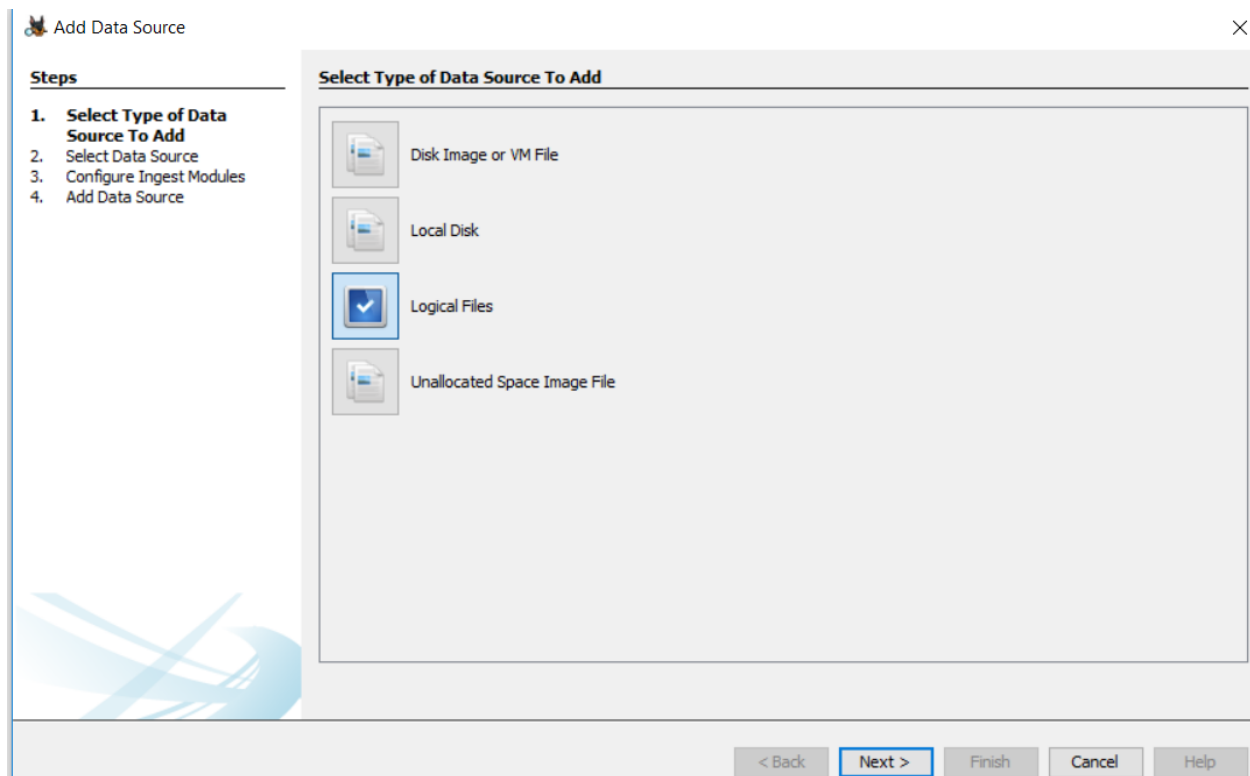 Add Data Source
Steps
1. Select Type of Data
Source To Add
2. Select Data Source
3. Configure Ingest Modules
4. Add Data Source
Select Type of Data Source To Add
Disk Image or VM File
Local Disk
Logical Files
Unallocated Space Image File
< Back
Next >
Finish
Cancel
Help